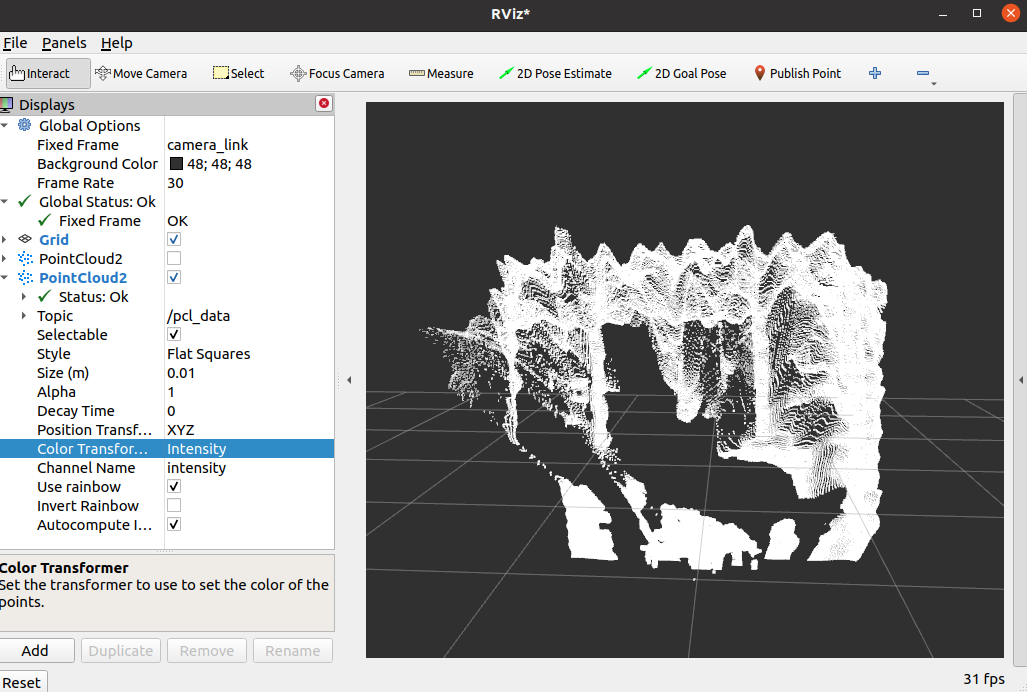 RViz*
File Panels Help
Interact Move Camera Select Focus Camera Measure 2D Pose Estimate 2D Goal Pose Publish Point
Displays
Global Options
Fixed Frame camera_link
Background Color 48; 48; 48
Frame Rate 30
Global Status: Ok
Fixed Frame OK
Grid
PointCloud2
PointCloud2
Status: Ok
Topic /pcl_data
Selectable
Style Flat Squares
Size (m) 0.01
Alpha 1
Decay Time 0
Position Transf... XYZ
Color Transfor... Intensity
Channel Name intensity
Use rainbow
Invert Rainbow
Autocompute I...
Color Transformer
Set the transformer to use to set the color of the
points.
Add Duplicate Remove Rename
Reset 31 fps